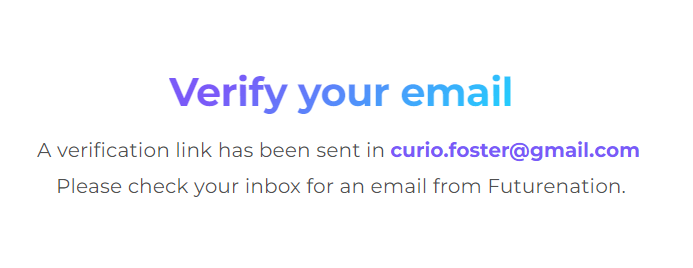 Verify your email
A verification link has been sent in curio.foster@gmail.com
Please check your inbox for an email from Futurenation.